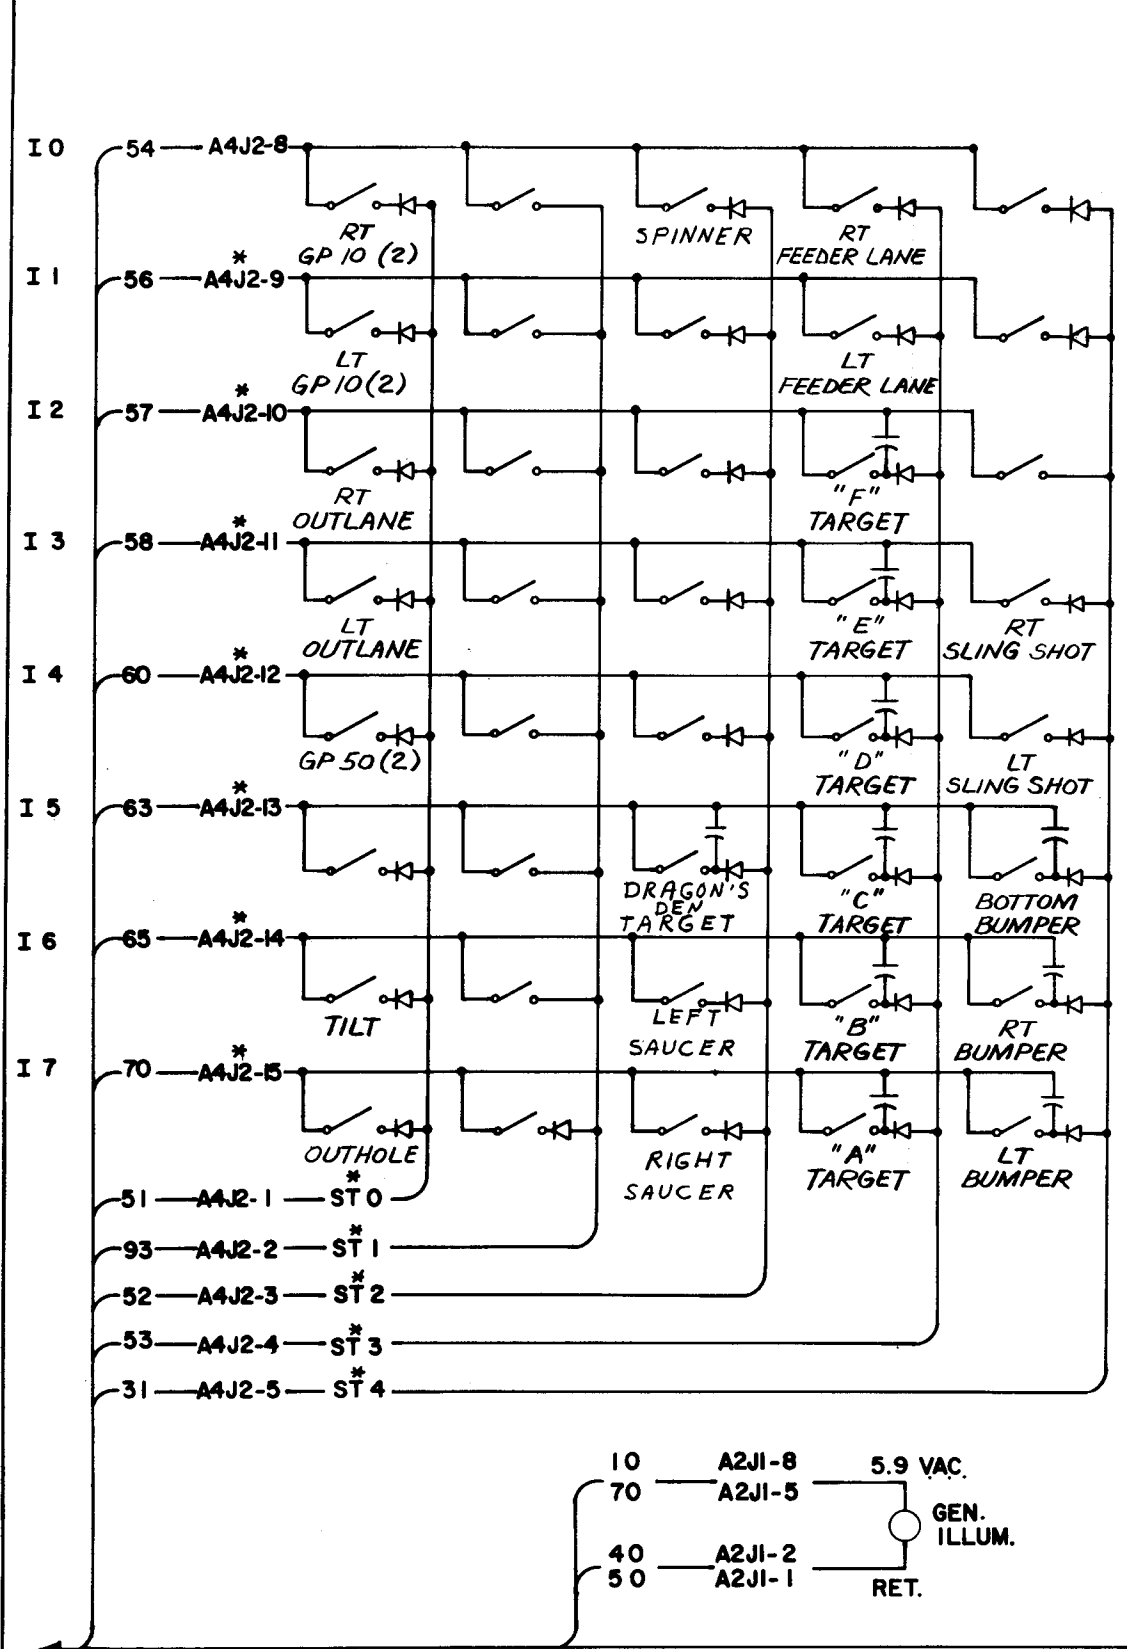 I 0 54 A4J2-8
RT
GP 10 (2)
SPINNER
RT
FEEDER LANE
*
I 1 56 A4J2-9
LT
GP 10 (2)
LT
FEEDER LANE
*
I 2 57 A4J2-10
RT
OUTLANE
"F"
TARGET
*
I 3 58 A4J2-11
LT
OUTLANE
"E"
TARGET
RT
SLING SHOT
*
I 4 60 A4J2-12
GP 50 (2)
"D"
TARGET
LT
SLING SHOT
*
I 5 63 A4J2-13
DRAGON'S
DEN
TARGET
"C"
TARGET
BOTTOM
BUMPER
*
I 6 65 A4J2-14
TILT
LEFT
SAUCER
"B"
TARGET
RT
BUMPER
*
I 7 70 A4J2-15
OUTHOLE
RIGHT
SAUCER
"A"
TARGET
LT
BUMPER
*
51 A4J2-1 ST 0
*
93 A4J2-2 ST 1
*
52 A4J2-3 ST 2
*
53 A4J2-4 ST 3
*
31 A4J2-5 ST 4
10 A2J1-8 5.9 VAC.
70 A2J1-5
GEN.
ILLUM.
40 A2J1-2
50 A2J1-1
RET.